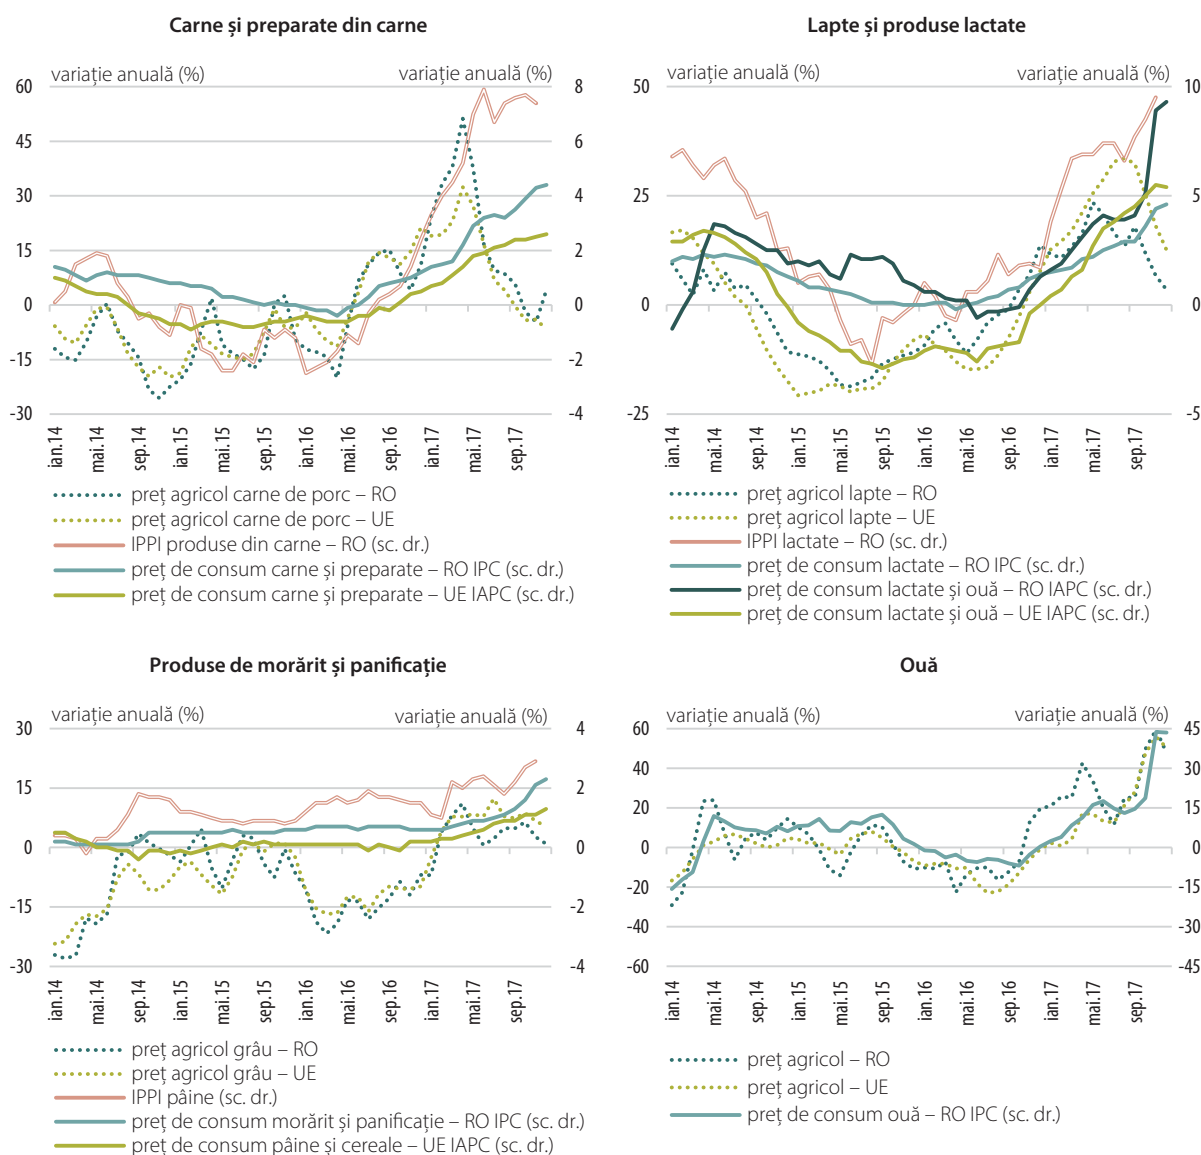 Carne și preparate din carne
variație anuală (%)
variație anuală (%)
60
45
30
15
0
-15
-30
8
6
4
2
0
-2
-4
ian.14
mai.14
sep.14
ian.15
mai.15
sep.15
ian.16
mai.16
sep.16
ian.17
mai.17
sep.17
preț agricol carne de porc – RO
preț agricol carne de porc – UE
IPPI produse din carne – RO (sc. dr.)
preț de consum carne și preparate – RO IPC (sc. dr.)
preț de consum carne și preparate – UE IAPC (sc. dr.)
Lapte și produse lactate
variație anuală (%)
variație anuală (%)
50
25
0
-25
10
5
0
-5
ian.14
mai.14
sep.14
ian.15
mai.15
sep.15
ian.16
mai.16
sep.16
ian.17
mai.17
sep.17
preț agricol lapte – RO
preț agricol lapte – UE
IPPI lactate – RO (sc. dr.)
preț de consum lactate – RO IPC (sc. dr.)
preț de consum lactate și ouă – RO IAPC (sc. dr.)
preț de consum lactate și ouă – UE IAPC (sc. dr.)
Produse de morărit și panificație
variație anuală (%)
variație anuală (%)
30
15
0
-15
-30
4
2
0
-2
-4
ian.14
mai.14
sep.14
ian.15
mai.15
sep.15
ian.16
mai.16
sep.16
ian.17
mai.17
sep.17
preț agricol grâu – RO
preț agricol grâu – UE
IPPI pâine (sc. dr.)
preț de consum morărit și panificație – RO IPC (sc. dr.)
preț de consum pâine și cereale – UE IAPC (sc. dr.)
Ouă
variație anuală (%)
variație anuală (%)
60
40
20
0
-20
-40
-60
45
30
15
0
-15
-30
-45
ian.14
mai.14
sep.14
ian.15
mai.15
sep.15
ian.16
mai.16
sep.16
ian.17
mai.17
sep.17
preț agricol – RO
preț agricol – UE
preț de consum ouă – RO IPC (sc. dr.)